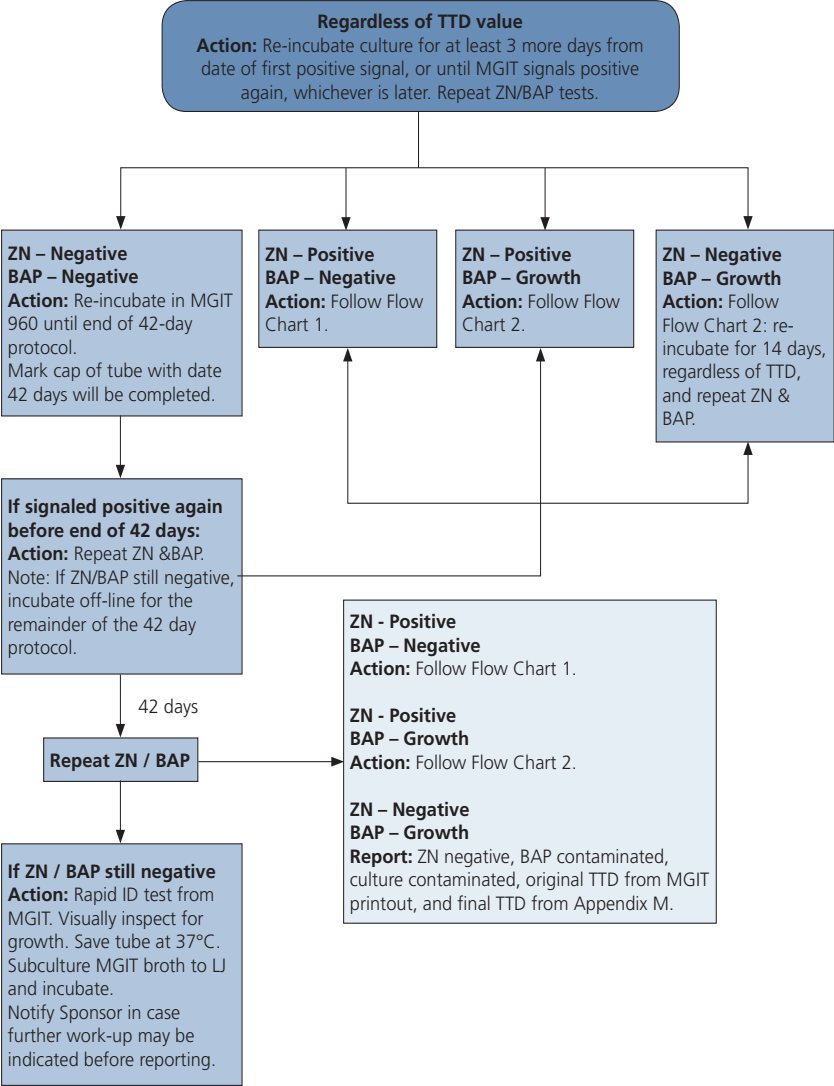 Regardless of TTD value
Action: Re-incubate culture for at least 3 more days from
date of first positive signal, or until MGIT signals positive
again, whichever is later. Repeat ZN/BAP tests.
ZN – Negative
BAP – Negative
Action: Re-incubate in MGIT
960 until end of 42-day
protocol.
Mark cap of tube with date
42 days will be completed.
ZN – Positive
BAP – Negative
Action: Follow Flow
Chart 1.
ZN – Positive
BAP – Growth
Action: Follow Flow
Chart 2.
ZN – Negative
BAP – Growth
Action: Follow
Flow Chart 2: re-
incubate for 14 days,
regardless of TTD,
and repeat ZN &
BAP.
If signaled positive again
before end of 42 days:
Action: Repeat ZN &BAP.
Note: If ZN/BAP still negative,
incubate off-line for the
remainder of the 42 day
protocol.
42 days
Repeat ZN / BAP
ZN - Positive
BAP – Negative
Action: Follow Flow Chart 1.
ZN - Positive
BAP – Growth
Action: Follow Flow Chart 2.
ZN – Negative
BAP – Growth
Report: ZN negative, BAP contaminated,
culture contaminated, original TTD from MGIT
printout, and final TTD from Appendix M.
If ZN / BAP still negative
Action: Rapid ID test from
MGIT. Visually inspect for
growth. Save tube at 37°C.
Subculture MGIT broth to LJ
and incubate.
Notify Sponsor in case
further work-up may be
indicated before reporting.